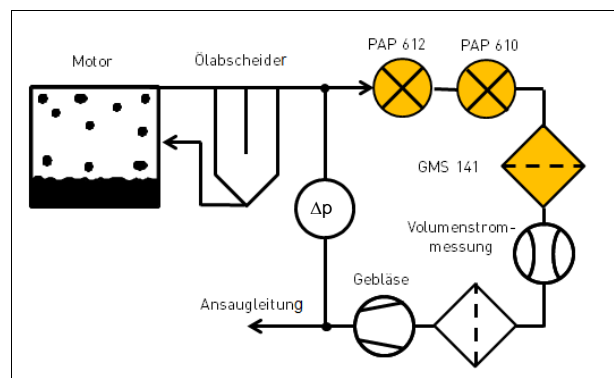 PAP 612
PAP 610
Motor
Ölabscheider
GMS 141
Δp
Volumenstrom-
messung
Gebläse
Ansaugleitung